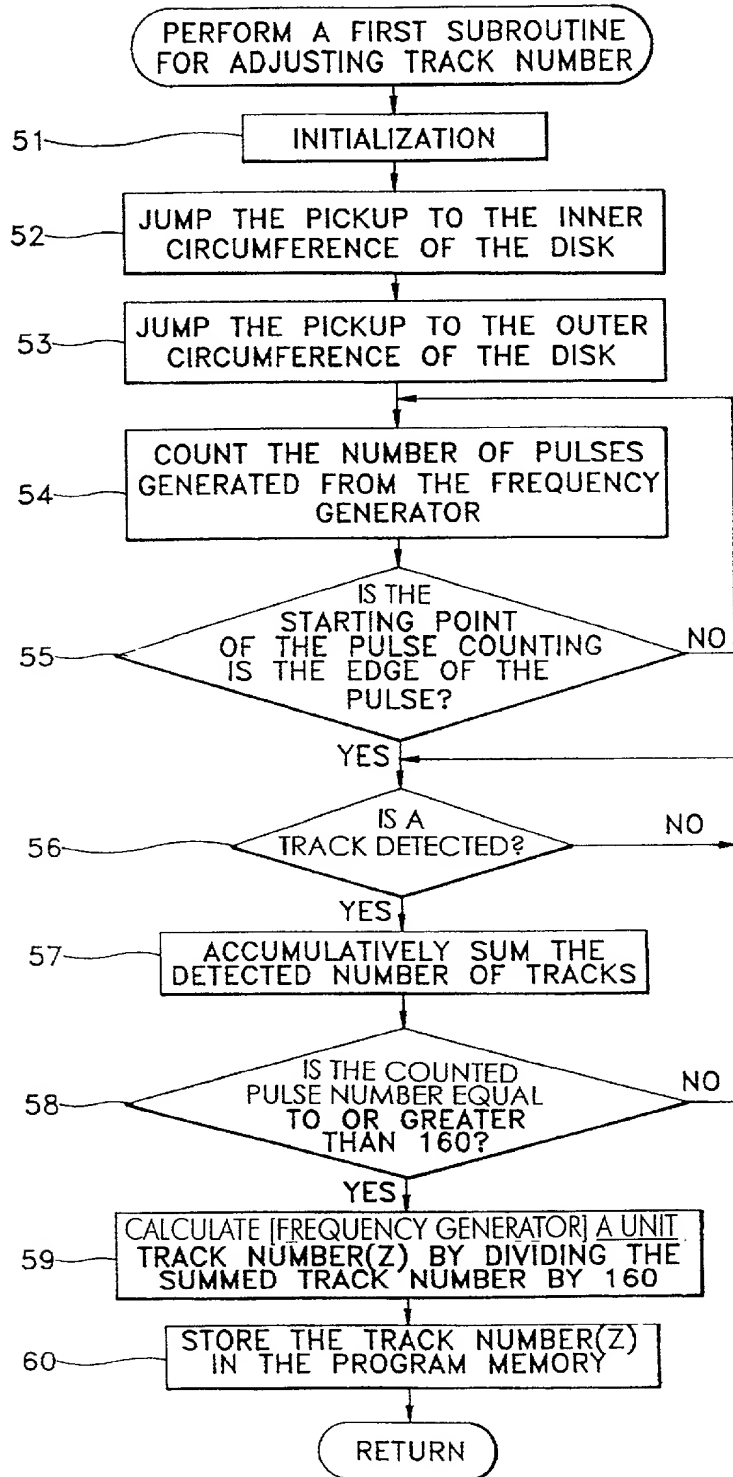 PERFORM A FIRST SUBROUTINE
FOR ADJUSTING TRACK NUMBER
51
INITIALIZATION
52
JUMP THE PICKUP TO THE INNER
CIRCUMFERENCE OF THE DISK
53
JUMP THE PICKUP TO THE OUTER
CIRCUMFERENCE OF THE DISK
54
COUNT THE NUMBER OF PULSES
GENERATED FROM THE FREQUENCY
GENERATOR
55
IS THE
STARTING POINT
OF THE PULSE COUNTING
IS THE EDGE OF THE
PULSE?
NO
YES
56
IS A
TRACK DETECTED?
NO
YES
57
ACCUMULATIVELY SUM THE
DETECTED NUMBER OF TRACKS
58
IS THE COUNTED
PULSE NUMBER EQUAL
TO OR GREATER
THAN 160?
NO
YES
59
CALCULATE [FREQUENCY GENERATOR] A UNIT
TRACK NUMBER(Z) BY DIVIDING THE
SUMMED TRACK NUMBER BY 160
60
STORE THE TRACK NUMBER(Z)
IN THE PROGRAM MEMORY
RETURN